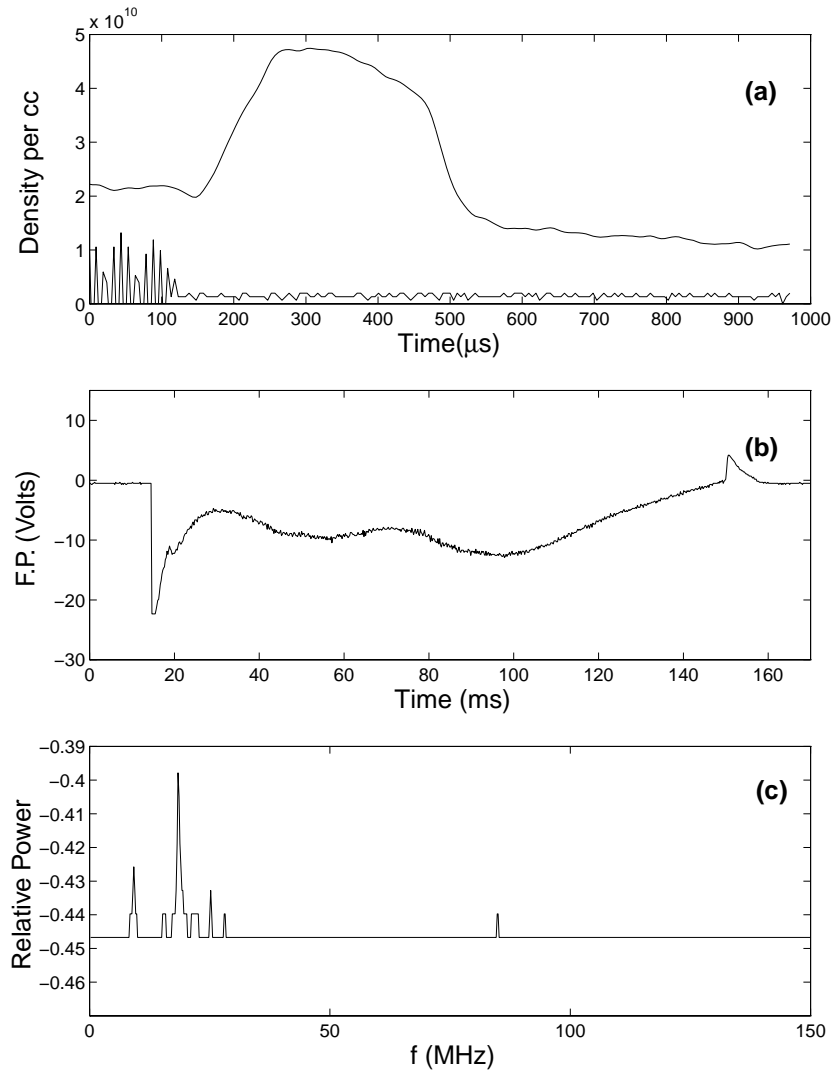 x 10^10
5
4
3
2
1
0
Density per cc
(a)
0 100 200 300 400 500 600 700 800 900 1000
Time(μs)
10
0
−10
−20
−30
F.P. (Volts)
(b)
0 20 40 60 80 100 120 140 160
Time (ms)
−0.39
−0.4
−0.41
−0.42
−0.43
−0.44
−0.45
−0.46
Relative Power
(c)
0 50 100 150
f (MHz)